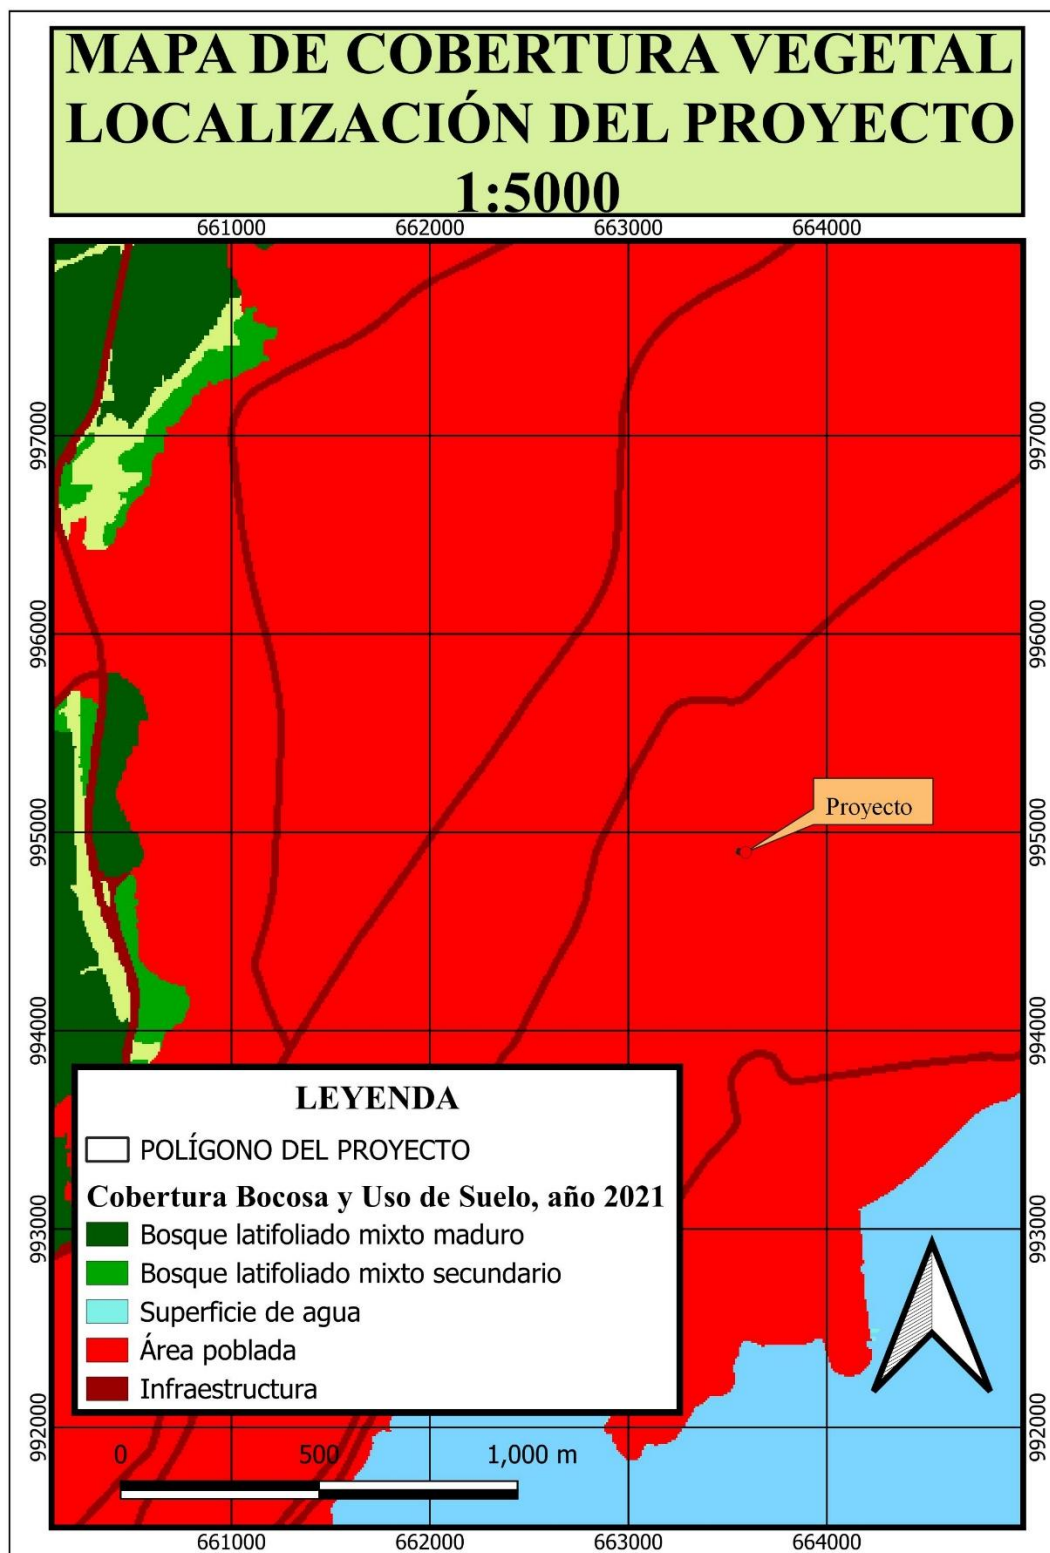 MAPA DE COBERTURA VEGETAL
LOCALIZACIÓN DEL PROYECTO
1:5000
661000 662000 663000 664000
997000 997000
996000 996000
Proyecto
995000 995000
994000 994000
LEYENDA
POLÍGONO DEL PROYECTO
Cobertura Bocosa y Uso de Suelo, año 2021
Bosque latifoliado mixto maduro
Bosque latifoliado mixto secundario
Superficie de agua
Área poblada
Infraestructura
993000 993000
992000 992000
0 500 1,000 m
661000 662000 663000 664000